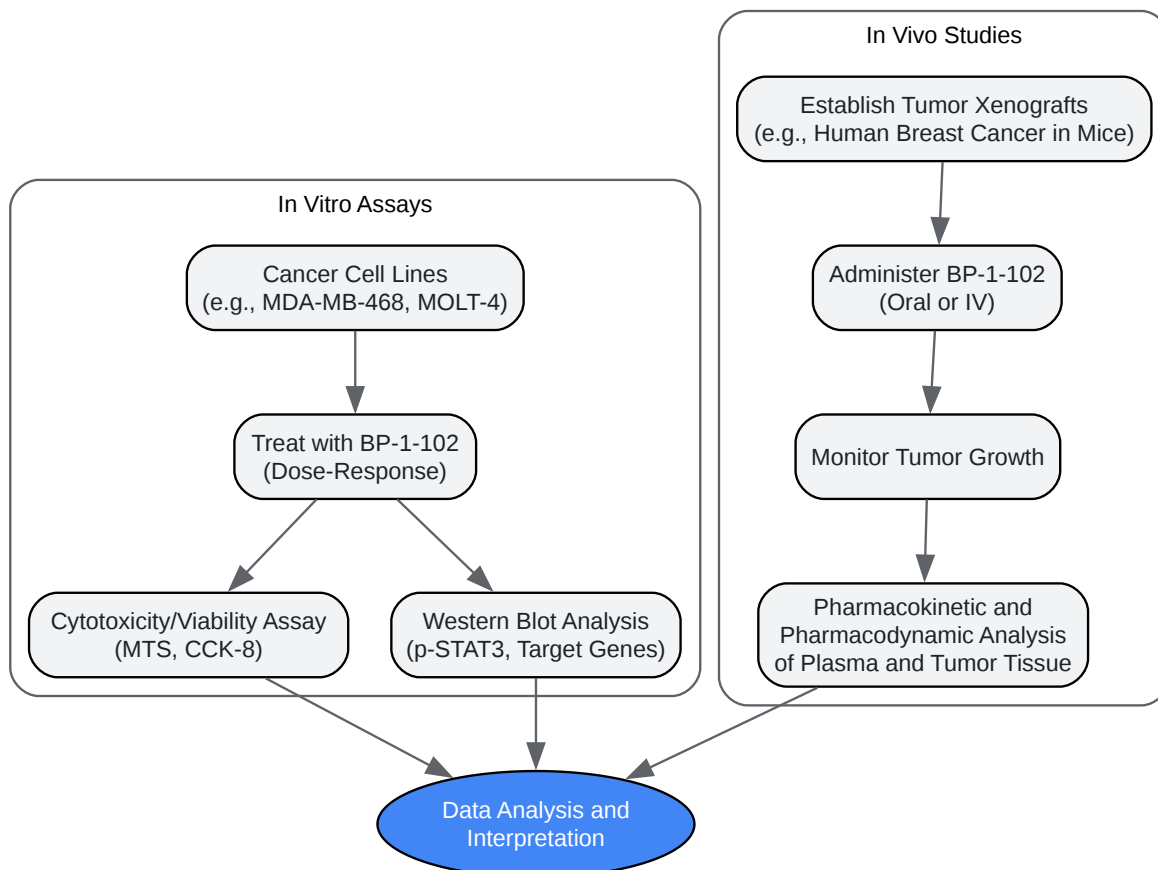 In Vivo Studies
Establish Tumor Xenografts
(e.g., Human Breast Cancer in Mice)
Administer BP-1-102
(Oral or IV)
Monitor Tumor Growth
Pharmacokinetic and
Pharmacodynamic Analysis
of Plasma and Tumor Tissue
In Vitro Assays
Cancer Cell Lines
(e.g., MDA-MB-468, MOLT-4)
Treat with BP-1-102
(Dose-Response)
Cytotoxicity/Viability Assay
(MTS, CCK-8)
Western Blot Analysis
(p-STAT3, Target Genes)
Data Analysis and
Interpretation